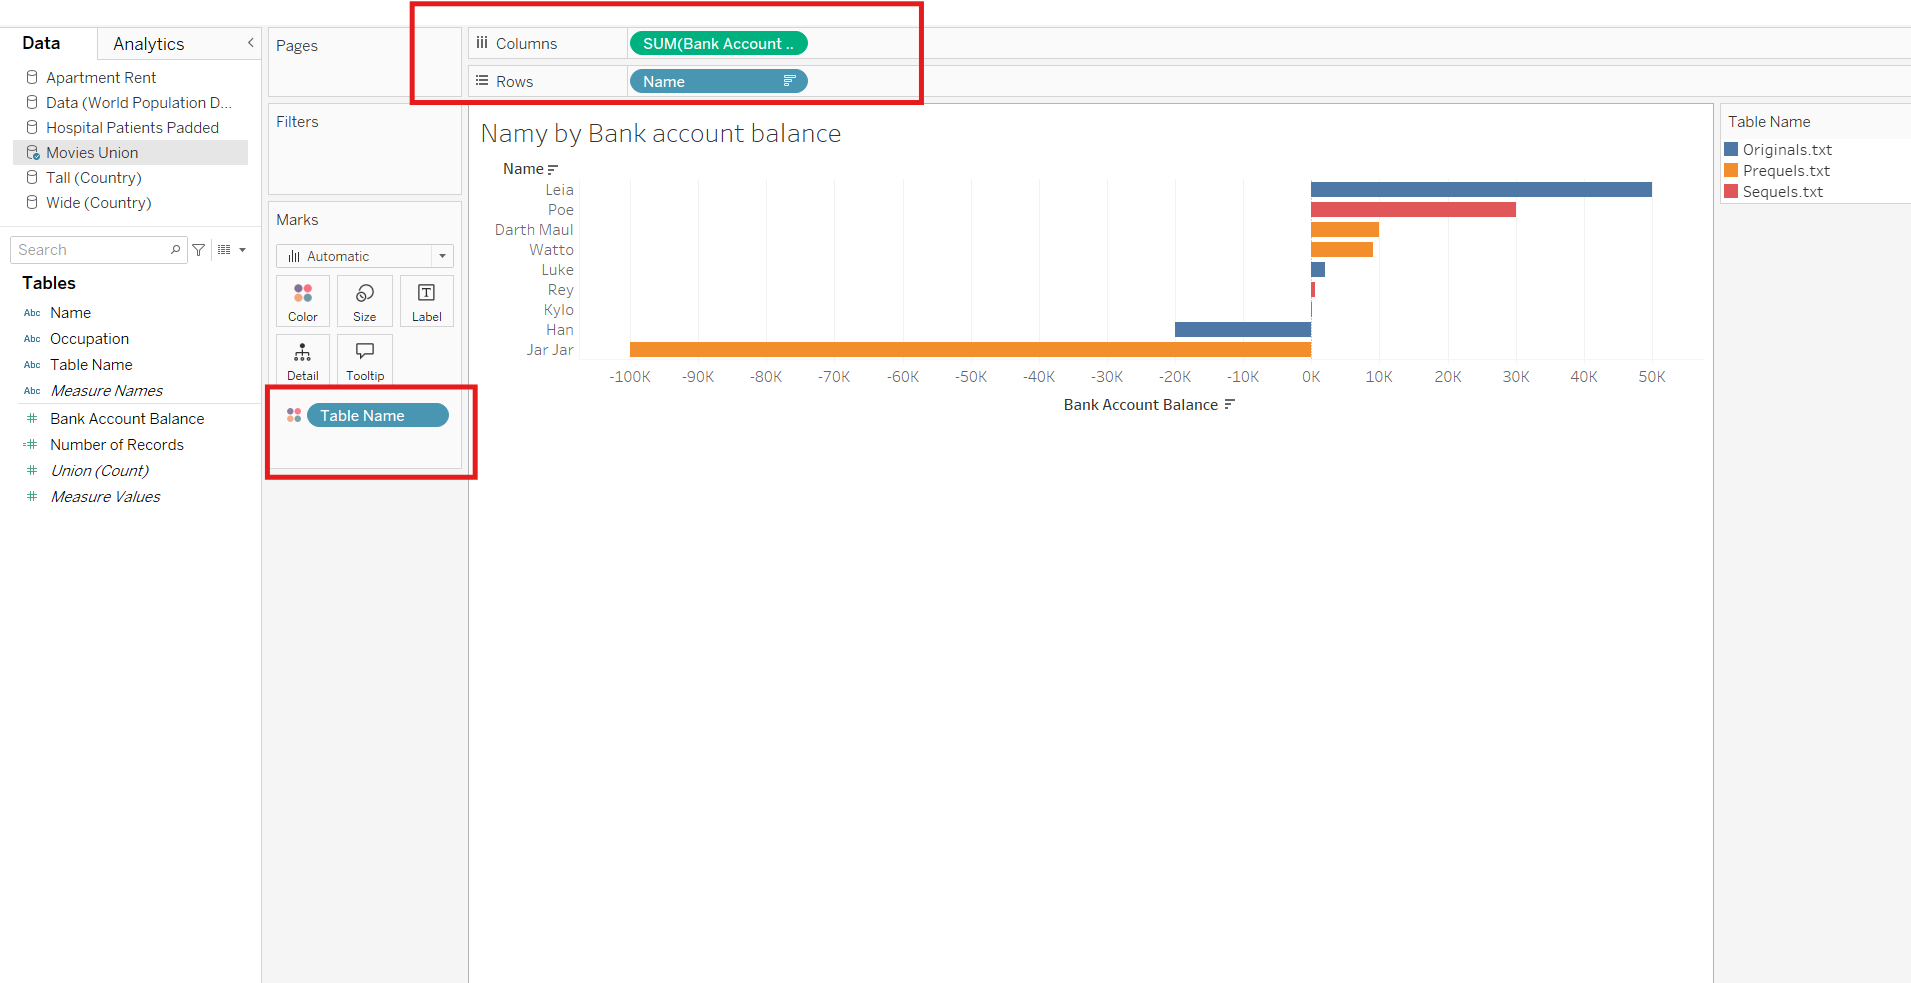 Data
Analytics
Apartment Rent
Data (World Population D...
Hospital Patients Padded
Movies Union
Tall (Country)
Wide (Country)
Search
Tables
Abc Name
Abc Occupation
Abc Table Name
Abc Measure Names
# Bank Account Balance
=# Number of Records
# Union (Count)
# Measure Values
Pages
Filters
Marks
Automatic
Color
Size
T
Label
Detail
Tooltip
Table Name
Columns
SUM(Bank Account ..
Rows
Name
Namy by Bank account balance
Name
Leia
Poe
Darth Maul
Watto
Luke
Rey
Kylo
Han
Jar Jar
-100K -90K -80K -70K -60K -50K -40K -30K -20K -10K 0K 10K 20K 30K 40K 50K
Bank Account Balance
Table Name
Originals.txt
Prequels.txt
Sequels.txt